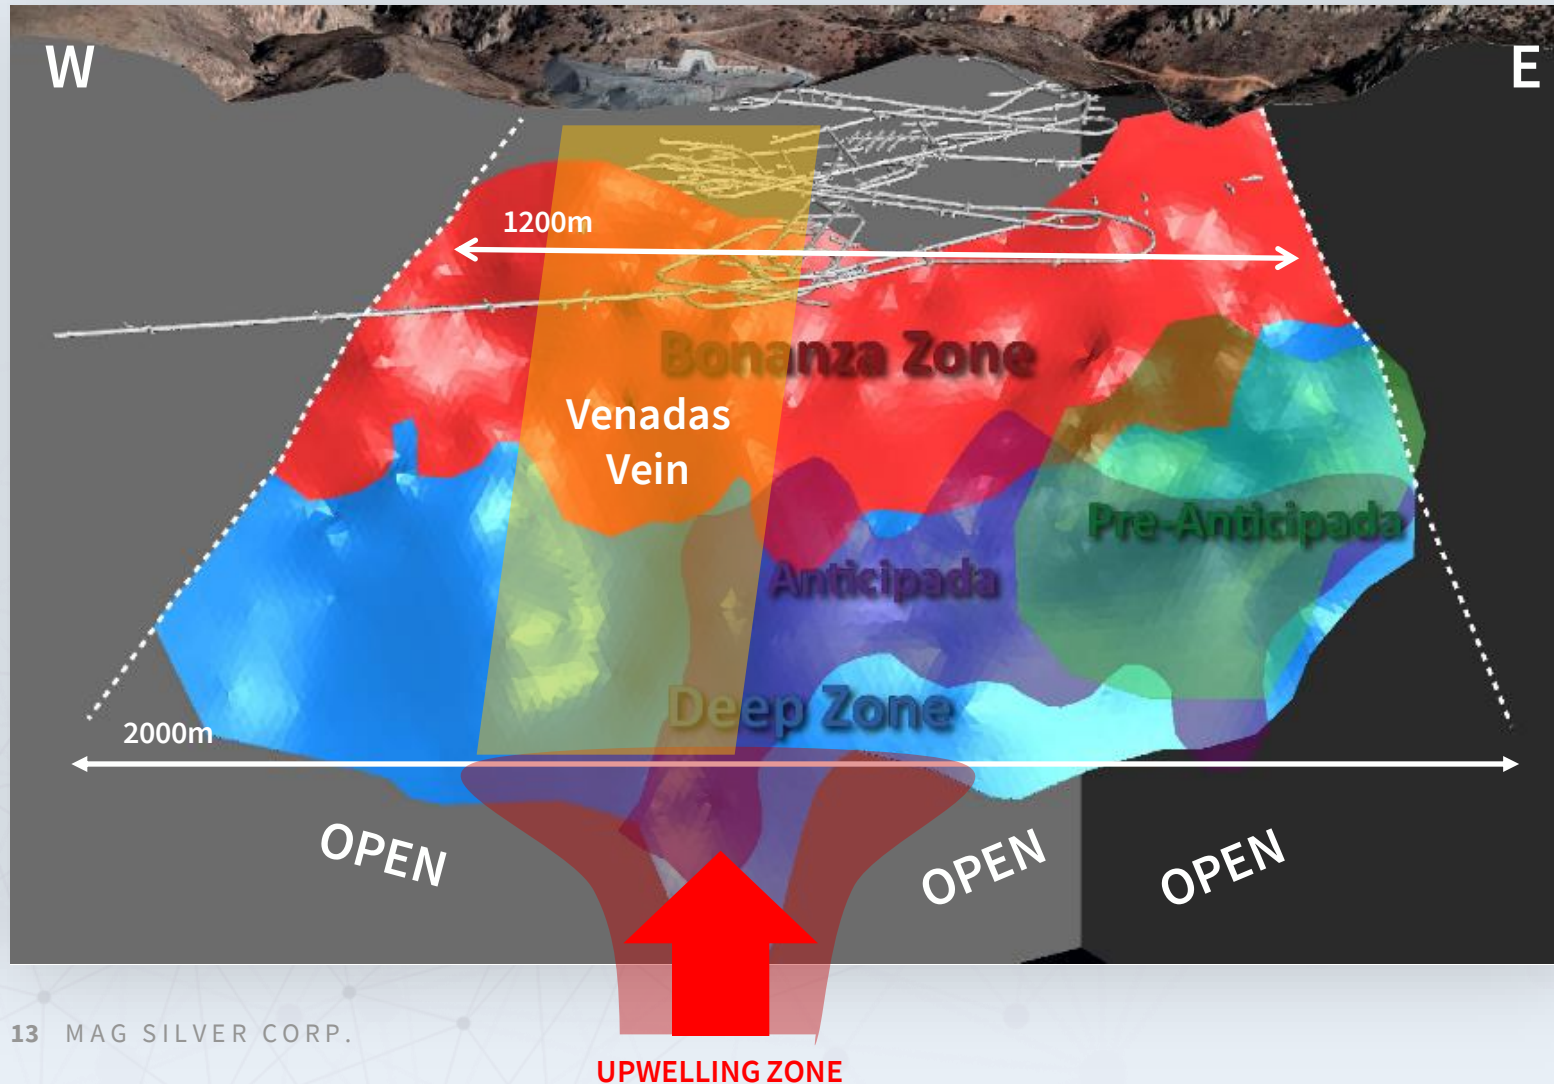 W
E
1200m
Bonanza Zone
Venadas
Vein
Pre-Anticipada
Anticipada
Deep Zone
2000m
OPEN
OPEN
OPEN
13 MAG SILVER CORP.
UPWELLING ZONE